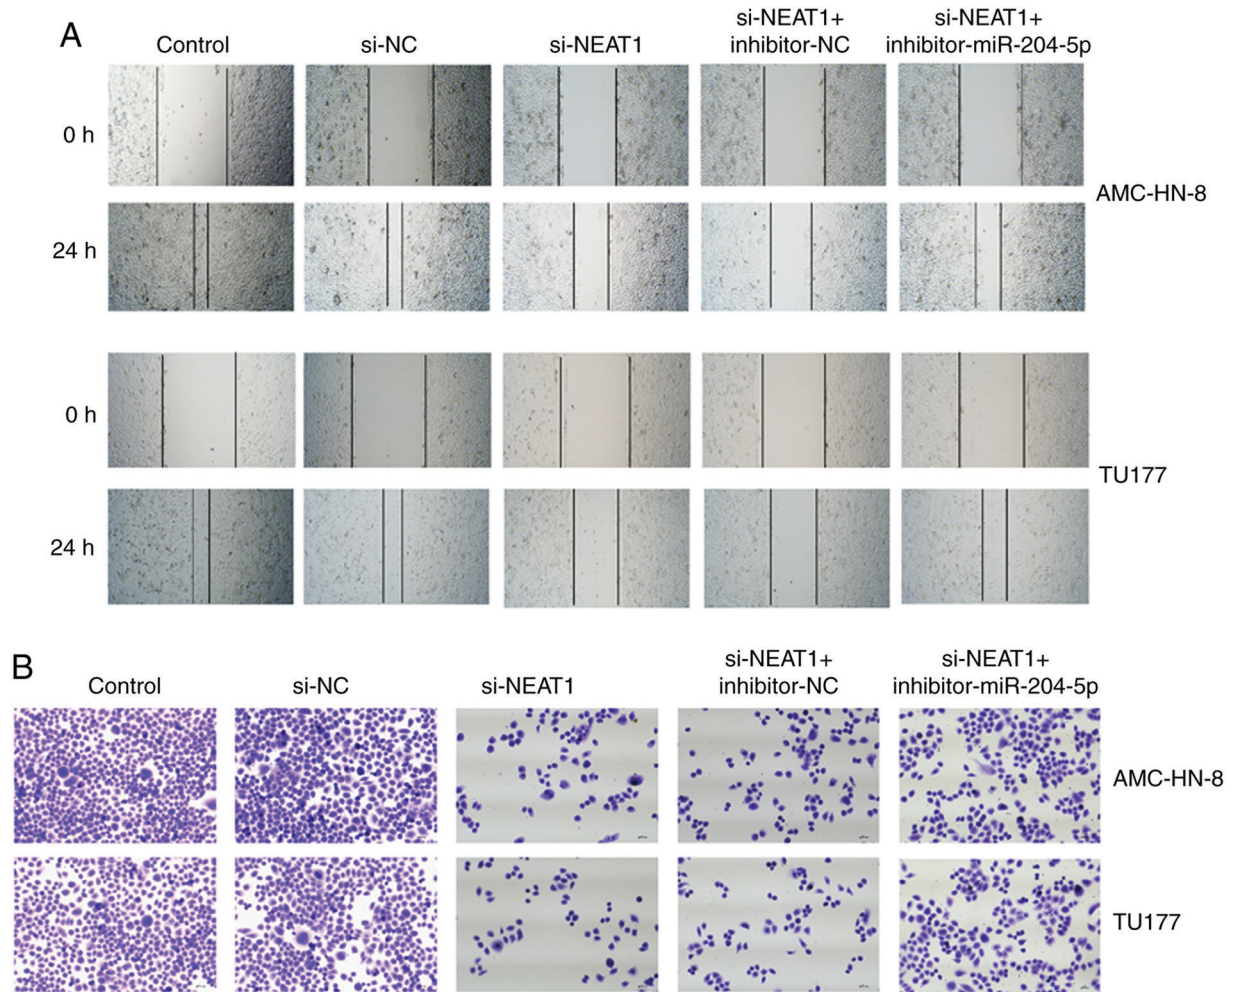 A
Control
si-NC
si-NEAT1
si-NEAT1+
inhibitor-NC
si-NEAT1+
inhibitor-miR-204-5p
0 h
AMC-HN-8
24 h
0 h
TU177
24 h
B
Control
si-NC
si-NEAT1
si-NEAT1+
inhibitor-NC
si-NEAT1+
inhibitor-miR-204-5p
AMC-HN-8
TU177